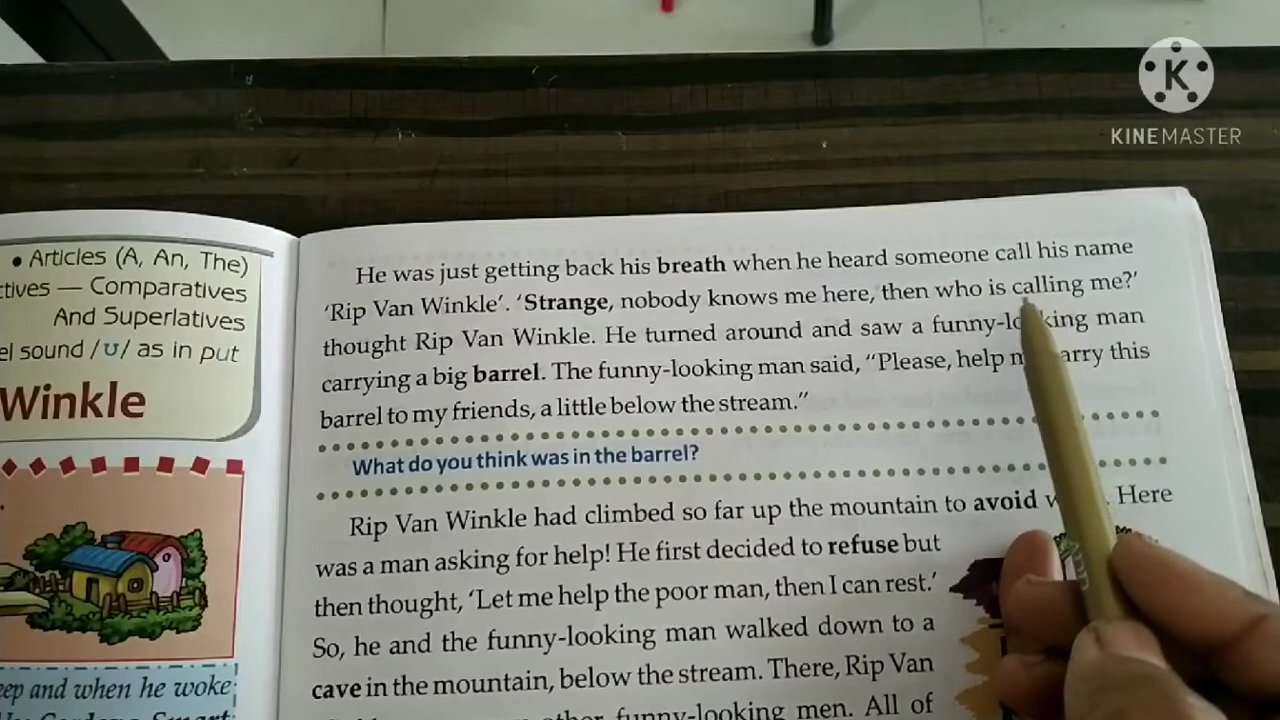 K
KINEMASTER
• Articles (A, An, The)
— Comparatives
And Superlatives
sound /ʊ/ as in put
Winkle
and when he woke
He was just getting back his breath when he heard someone call his name
'Rip Van Winkle'. 'Strange, nobody knows me here, then who is calling me?'
thought Rip Van Winkle. He turned around and saw a funny-looking man
carrying a big barrel. The funny-looking man said, "Please, help carry this
barrel to my friends, a little below the stream."
What do you think was in the barrel?
Rip Van Winkle had climbed so far up the mountain to avoid Here
was a man asking for help! He first decided to refuse but
then thought, 'Let me help the poor man, then I can rest.'
So, he and the funny-looking man walked down to a
cave in the mountain, below the stream. There, Rip Van
other funny-looking men. All of